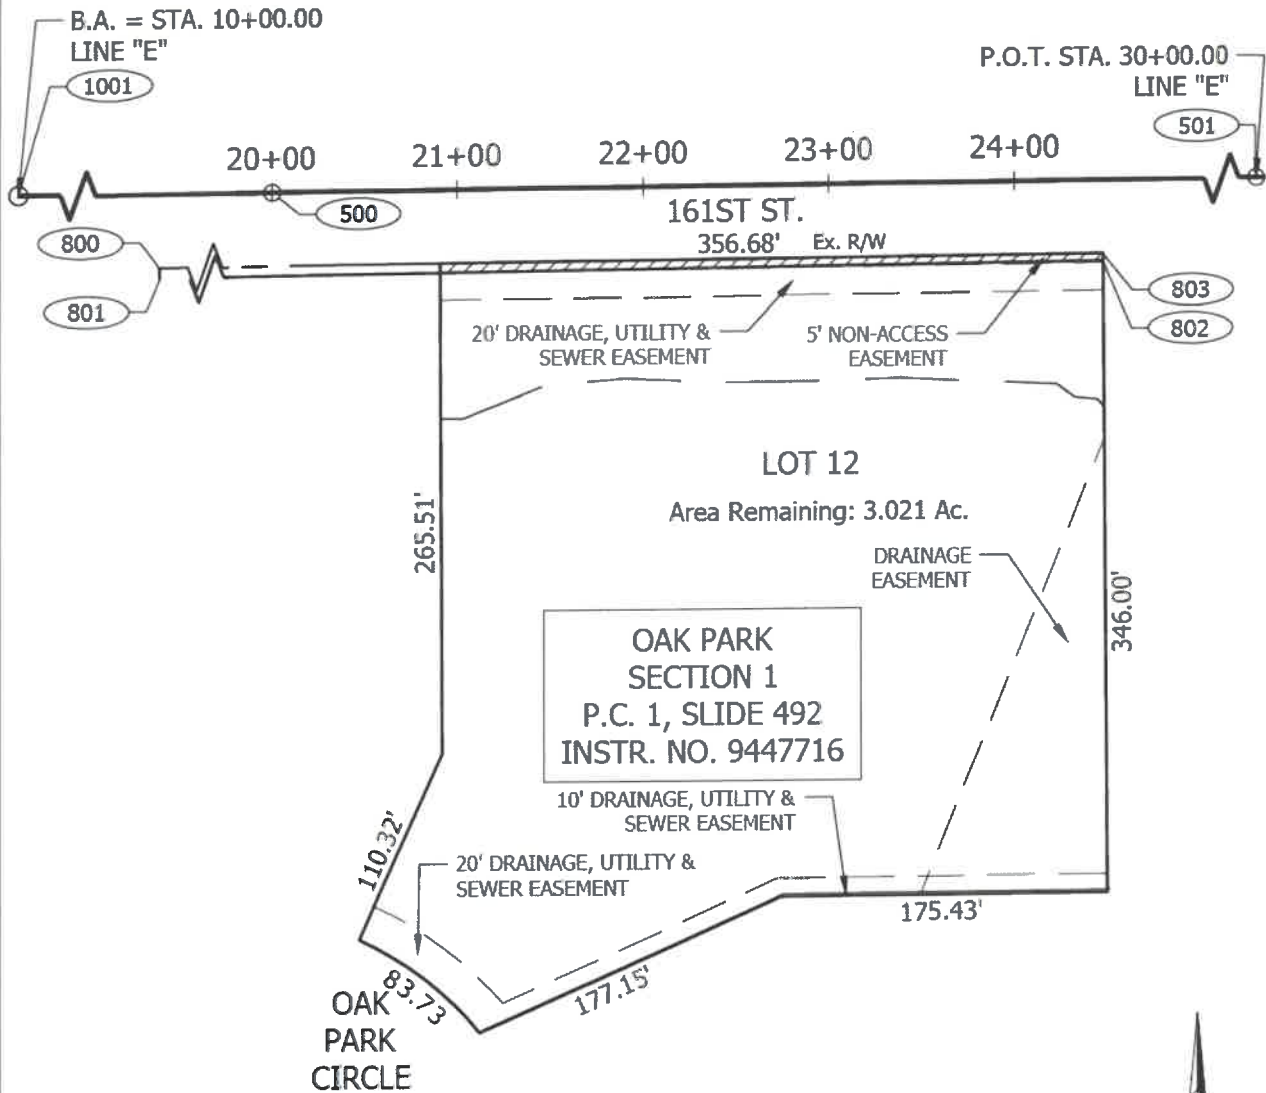 B.A. = STA. 10+00.00
LINE "E"
1001
P.O.T. STA. 30+00.00
LINE "E"
501
20+00
21+00
22+00
23+00
24+00
500
161ST ST.
356.68' Ex. R/W
800
801
803
802
20' DRAINAGE, UTILITY &
SEWER EASEMENT
5' NON-ACCESS
EASEMENT
LOT 12
Area Remaining: 3.021 Ac.
265.51'
DRAINAGE
EASEMENT
346.00'
OAK PARK
SECTION 1
P.C. 1, SLIDE 492
INSTR. NO. 9447716
10' DRAINAGE, UTILITY &
SEWER EASEMENT
110.32'
20' DRAINAGE, UTILITY &
SEWER EASEMENT
175.43'
177.15'
83.73
OAK
PARK
CIRCLE